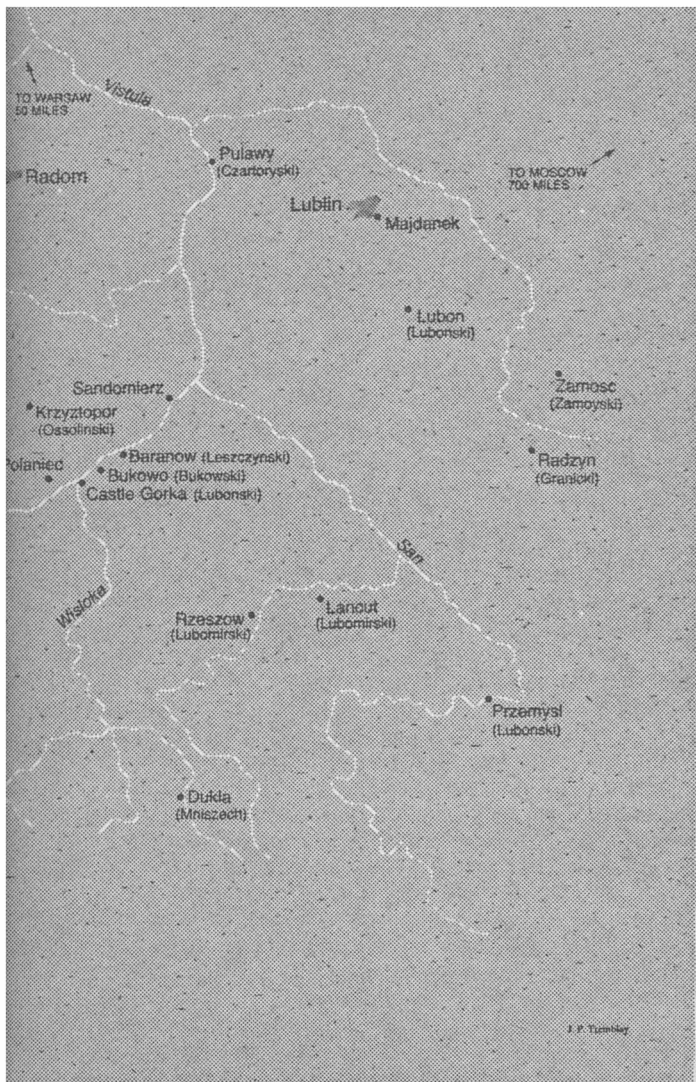 TO WARSAW
50 MILES
Vistula
Pulawy
(Czartoryski)
Radom
TO MOSCOW
700 MILES
Lublin
Majdanek
Łubon
(Lubonski)
Sandomierz
Zamosc
(Zamoyski)
Krzyztopor
(Ossolinski)
Baranow (Leszczynski)
Radzyn
(Granicki)
Polaniec
Bukowo (Bukowski)
Castle Gorka (Lubonski)
San
Wisloka
Łancut
(Lubomirski)
Rzeszow
(Lubomirski)
Przemysl
(Lubonski)
Dukla
(Mniszech)
J. P. Tremblay